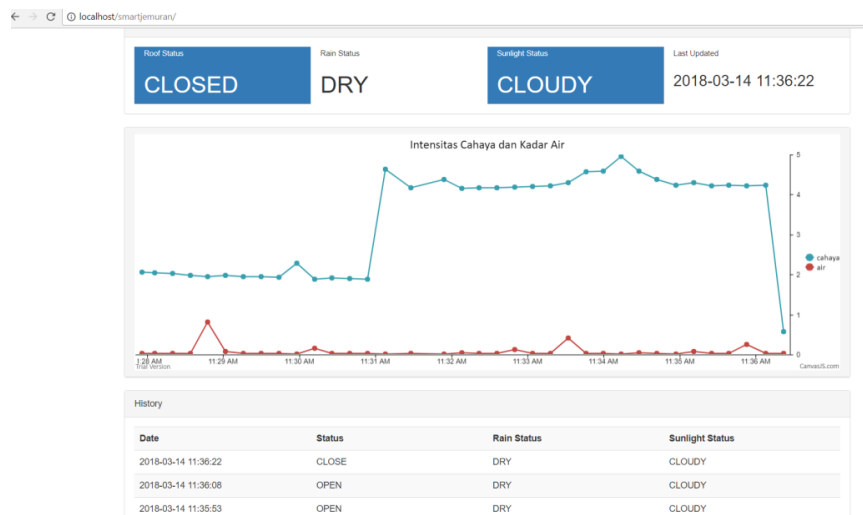 localhost/smartjemuran/
Roof Status Rain Status Sunlight Status Last Updated
CLOSED DRY CLOUDY 2018-03-14 11:36:22
Intensitas Cahaya dan Kadar Air
5
4
3
2
1
0
cahaya
air
1:28 AM 11:29 AM 11:30 AM 11:31 AM 11:32 AM 11:33 AM 11:34 AM 11:35 AM 11:36 AM
Trial Version CanvasJS.com
History
Date Status Rain Status Sunlight Status
2018-03-14 11:36:22 CLOSE DRY CLOUDY
2018-03-14 11:36:08 OPEN DRY CLOUDY
2018-03-14 11:35:53 OPEN DRY CLOUDY